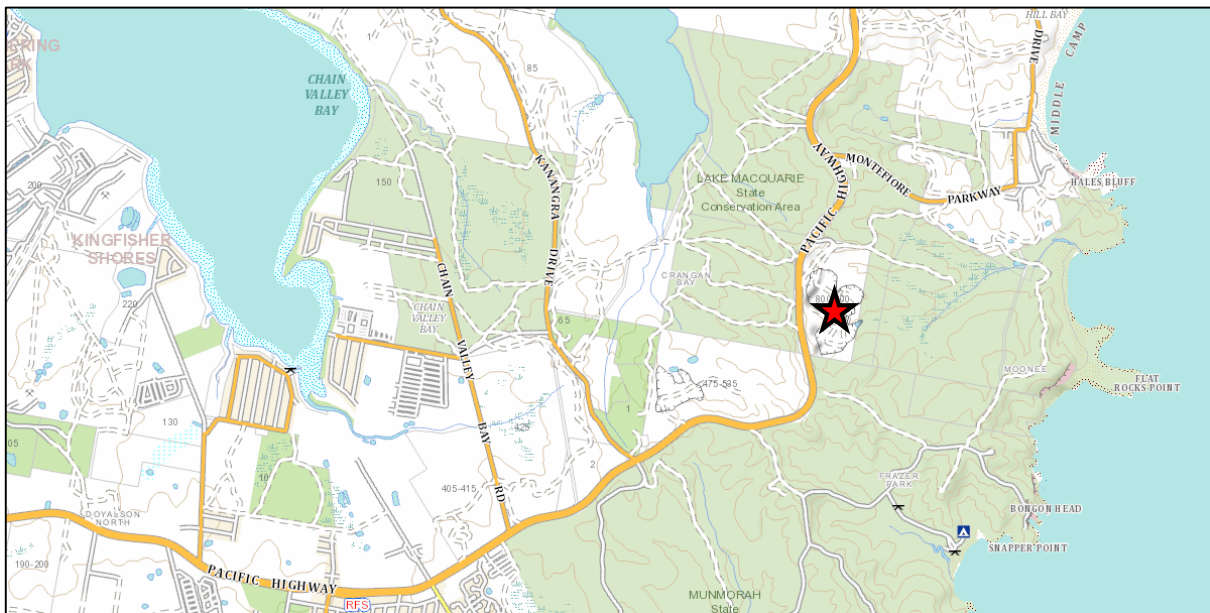 HILL BAY
ERING
CHAIN
VALLEY
BAY
85
DRIVE
MIDDLE CAMP
200
150
KANANGRA
DRIVE
LAKE MACQUARIE
State
Conservation Area
PACIFIC
HIGHWAY
MONTEFIORE
PARKWAY
HALES BLUFF
KINGFISHER
SHORES
220
CHAIN
VALLEY
BAY
RD
CHAIN
VALLEY
BAY
CRANGAN
BAY
65
475-535
MOONEE
FLAT
ROCKS POINT
130
1
425
2
405-415
FRAZER
PARK
BONGON HEAD
SNAPPER POINT
DOYALSON
NORTH
190-200
PACIFIC HIGHWAY
RFS
MUNMORAH
State